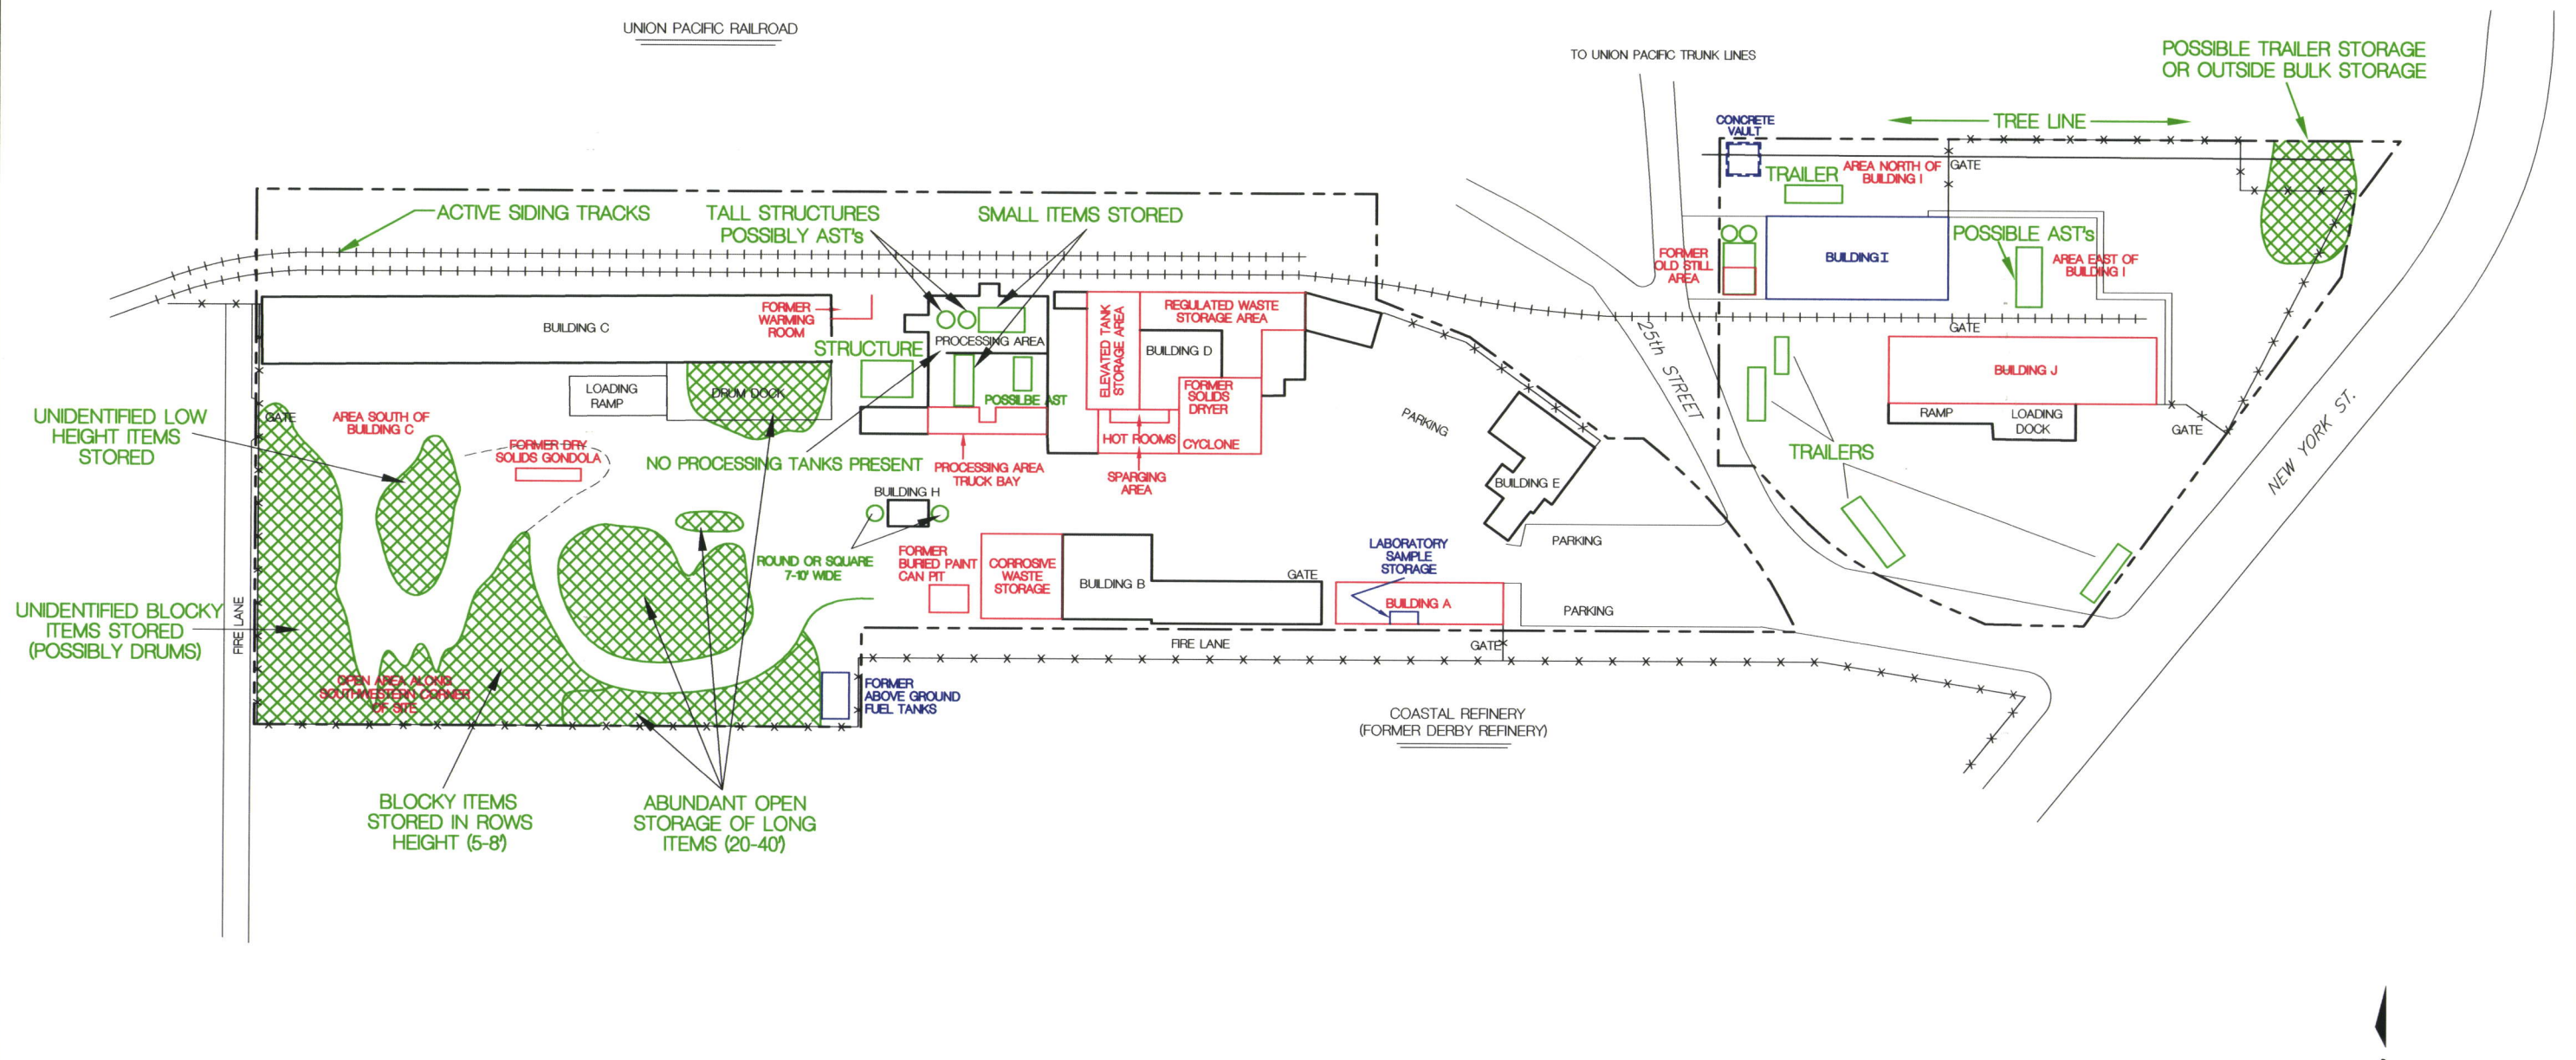 UNION PACIFIC RAILROAD
TO UNION PACIFIC TRUNK LINES
POSSIBLE TRAILER STORAGE
OR OUTSIDE BULK STORAGE
CONCRETE
VAULT
TREE LINE
TRAILER
AREA NORTH OF
BUILDING I
GATE
ACTIVE SIDING TRACKS
TALL STRUCTURES
POSSIBLY AST's
SMALL ITEMS STORED
FORMER
OLD STILL
AREA
BUILDING I
POSSIBLE AST's
AREA EAST OF
BUILDING I
BUILDING C
FORMER
WARMING
ROOM
PROCESSING AREA
STRUCTURE
ELEVATED TANK
STORAGE AREA
REGULATED WASTE
STORAGE AREA
BUILDING D
25th STREET
GATE
BUILDING J
LOADING
RAMP
DRUM DOCK
POSSILBE AST
FORMER
SOLIDS
DRYER
UNIDENTIFIED LOW
HEIGHT ITEMS
STORED
GATE
AREA SOUTH OF
BUILDING C
FORMER DRY
SOLIDS GONDOLA
NO PROCESSING TANKS PRESENT
PROCESSING AREA
TRUCK BAY
HOT ROOMS
CYCLONE
SPARGING
AREA
PARKING
RAMP
LOADING
DOCK
GATE
NEW YORK ST.
TRAILERS
BUILDING E
BUILDING H
ROUND OR SQUARE
7-10' WIDE
FORMER
BURIED PAINT
CAN PIT
CORROSIVE
WASTE
STORAGE
BUILDING B
GATE
LABORATORY
SAMPLE
STORAGE
BUILDING A
PARKING
PARKING
UNIDENTIFIED BLOCKY
ITEMS STORED
(POSSIBLY DRUMS)
FIRE LANE
FIRE LANE
GATE
OPEN AREA ALONG
SOUTHWESTERN CORNER
OF SITE
FORMER
ABOVE GROUND
FUEL TANKS
COASTAL REFINERY
(FORMER DERBY REFINERY)
BLOCKY ITEMS
STORED IN ROWS
HEIGHT (5-8')
ABUNDANT OPEN
STORAGE OF LONG
ITEMS (20-40')